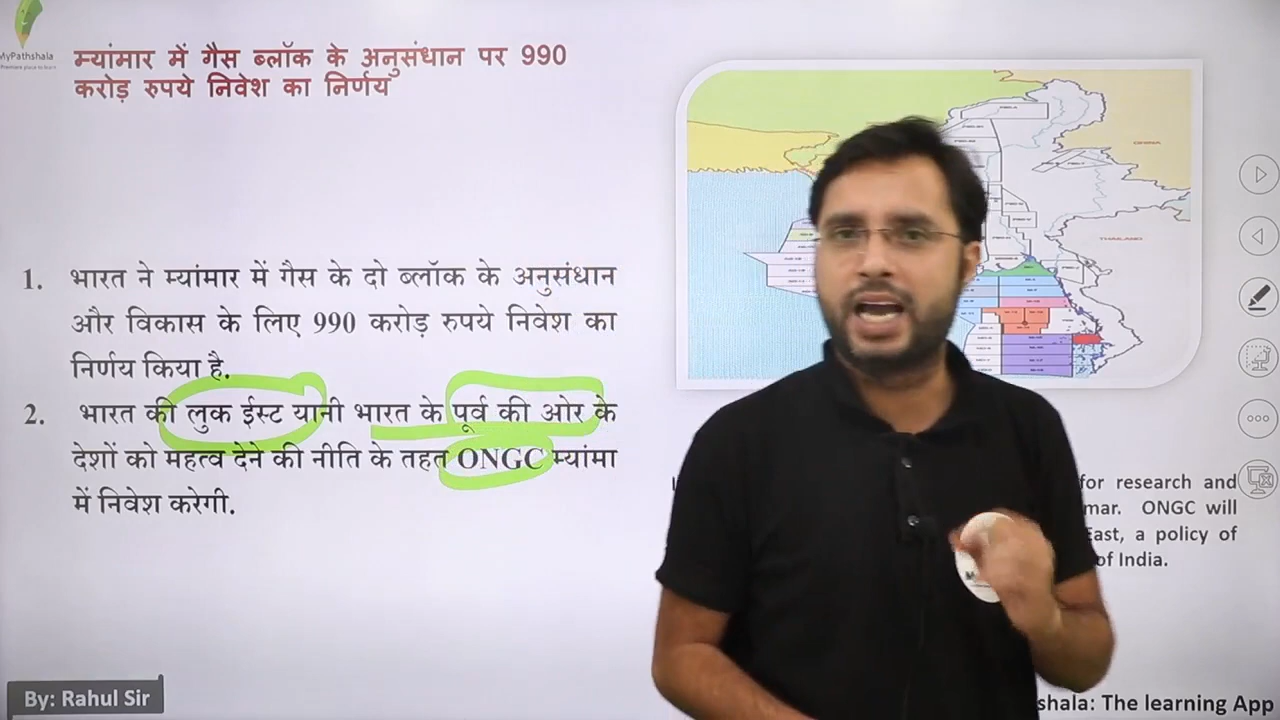 MyPathshala
म्यांमार में गैस ब्लॉक के अनुसंधान पर 990
करोड़ रुपये निवेश का निर्णय
1. भारत ने म्यांमार में गैस के दो ब्लॉक के अनुसंधान
और विकास के लिए 990 करोड़ रुपये निवेश का
निर्णय किया है.
2. भारत की लुक ईस्ट यानी भारत के पूर्व की ओर के
देशों को महत्व देने की नीति के तहत ONGC म्यांमा
में निवेश करेगी.
CHINA
THAILAND
for research and
mar. ONGC will
East, a policy of
of India.
By: Rahul Sir
shala: The learning App